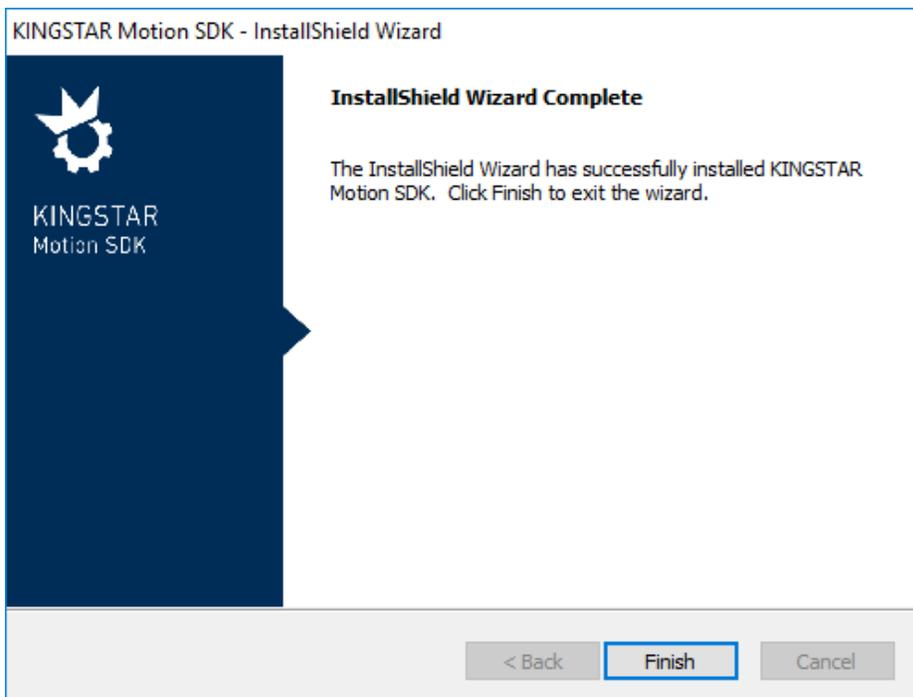 KINGSTAR Motion SDK - InstallShield Wizard
KINGSTAR
Motion SDK
InstallShield Wizard Complete
The InstallShield Wizard has successfully installed KINGSTAR
Motion SDK. Click Finish to exit the wizard.
< Back
Finish
Cancel